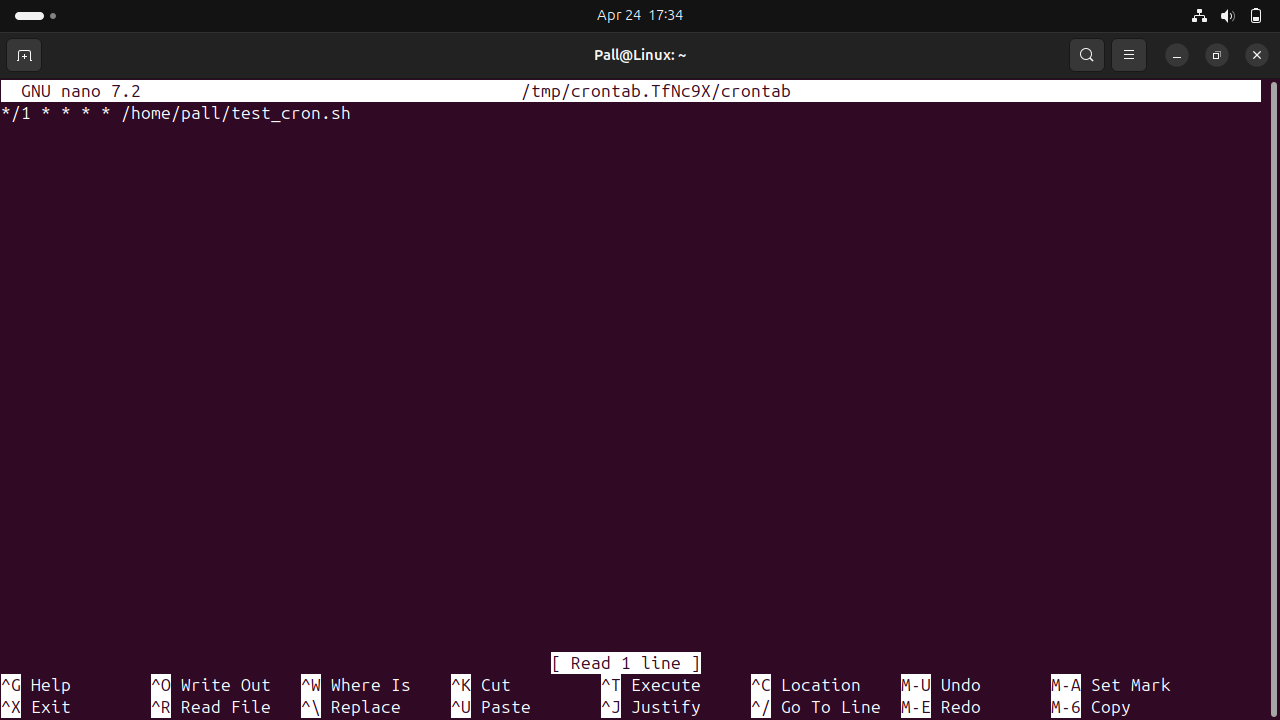 Apr 24 17:34
Pall@Linux: ~
GNU nano 7.2 /tmp/crontab.TfNc9X/crontab
*/1 * * * * /home/pall/test_cron.sh
[ Read 1 line ]
^G Help ^O Write Out ^W Where Is ^K Cut ^T Execute ^C Location M-U Undo M-A Set Mark
^X Exit ^R Read File ^\ Replace ^U Paste ^J Justify ^/ Go To Line M-E Redo M-6 Copy